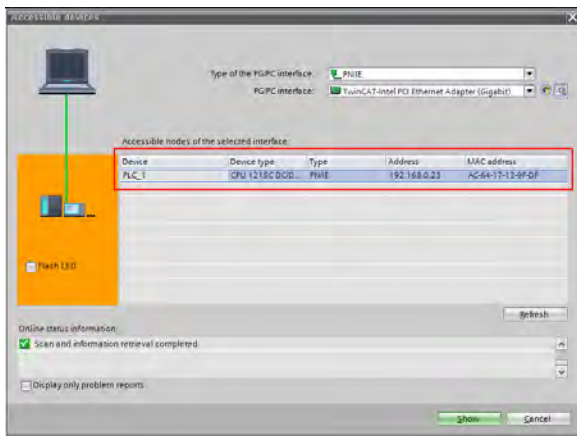 Accessible devices
Type of the PG/PC interface: PN/IE
PG/PC interface: TwinCAT-Intel PCI Ethernet Adapter (Gigabit)
Accessible nodes of the selected interface:
Device Device type Type Address MAC address
PLC_1 CPU 1215C DC/D... PN/IE 192.168.0.23 AC-64-17-13-9F-DF
Flash LED
Refresh
Online status information:
Scan and information retrieval completed.
Display only problem reports
Show Cancel